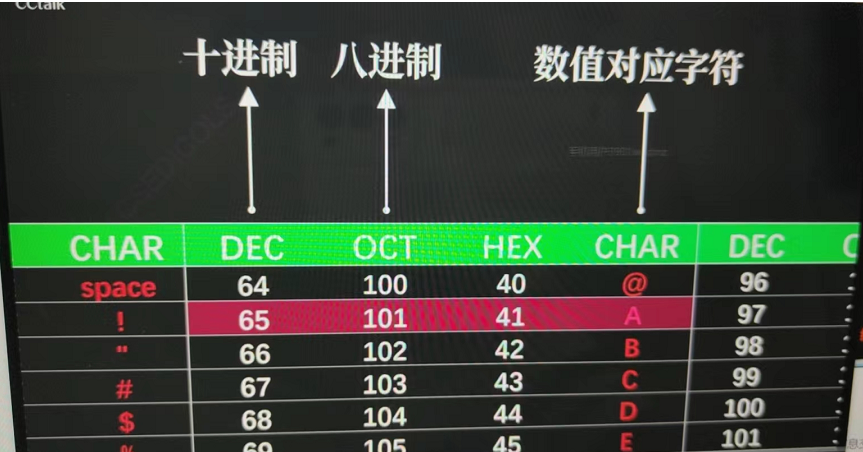 CCtalk
十进制 八进制 数值对应字符
CHAR DEC OCT HEX CHAR DEC
space 64 100 40 @ 96
! 65 101 41 A 97
" 66 102 42 B 98
# 67 103 43 C 99
$ 68 104 44 D 100
% 69 105 45 E 101